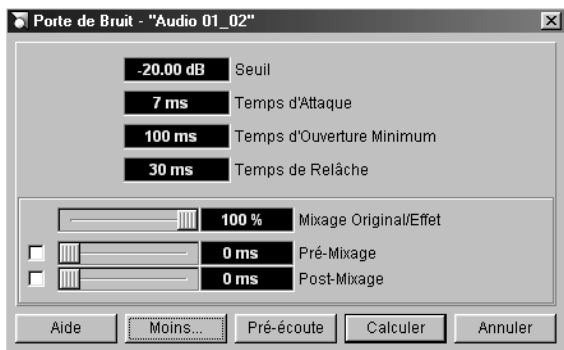 Porte de Bruit - "Audio 01_02"
-20.00 dB Seuil
7 ms Temps d'Attaque
100 ms Temps d'Ouverture Minimum
30 ms Temps de Relâche
100 % Mixage Original/Effet
0 ms Pré-Mixage
0 ms Post-Mixage
Aide Moins... Pré-écoute Calculer Annuler